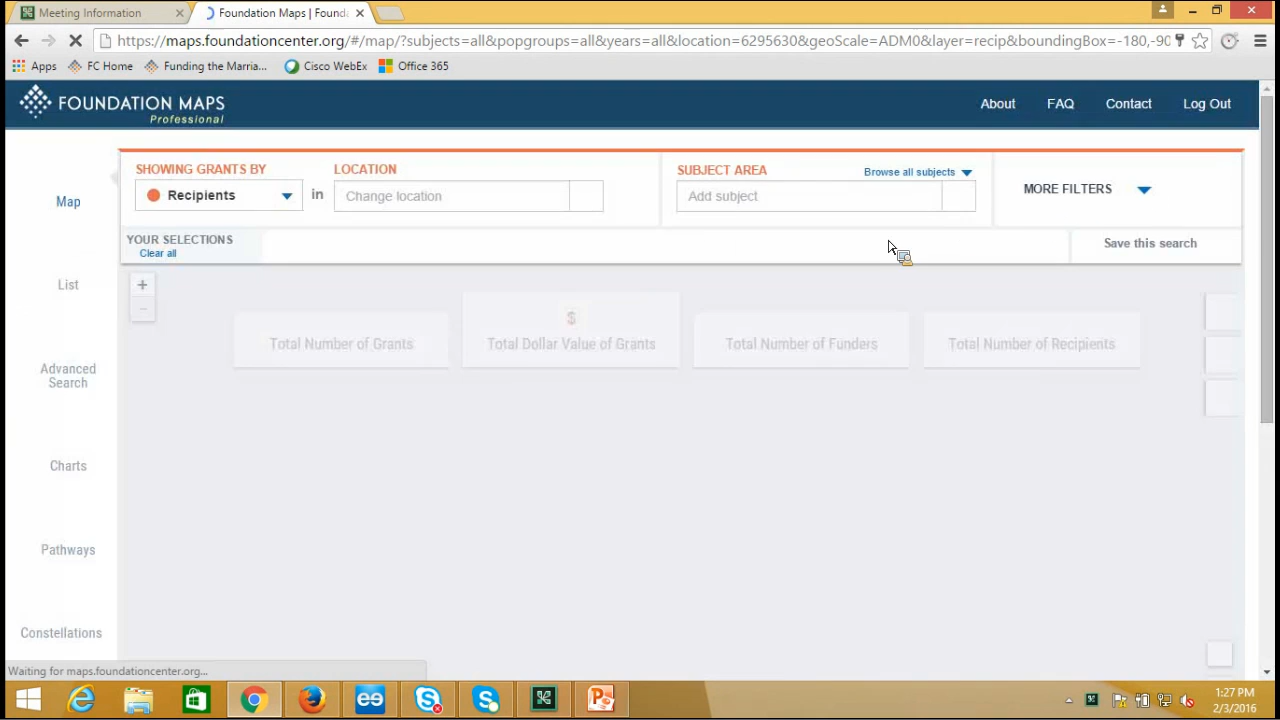 Meeting Information
Foundation Maps | Founda
https://maps.foundationcenter.org/#/map/?subjects=all&popgroups=all&years=all&location=6295630&geoScale=ADM0&layer=recip&boundingBox=-180,-90
Apps FC Home Funding the Marria... Cisco WebEx Office 365
FOUNDATION MAPS
Professional
About FAQ Contact Log Out
SHOWING GRANTS BY LOCATION SUBJECT AREA Browse all subjects
Recipients in Change location Add subject MORE FILTERS
YOUR SELECTIONS
Clear all
Save this search
Map
List
Advanced
Search
Charts
Pathways
Constellations
+
-
$
Total Number of Grants Total Dollar Value of Grants Total Number of Funders Total Number of Recipients
Waiting for maps.foundationcenter.org...
1:27 PM
2/3/2016